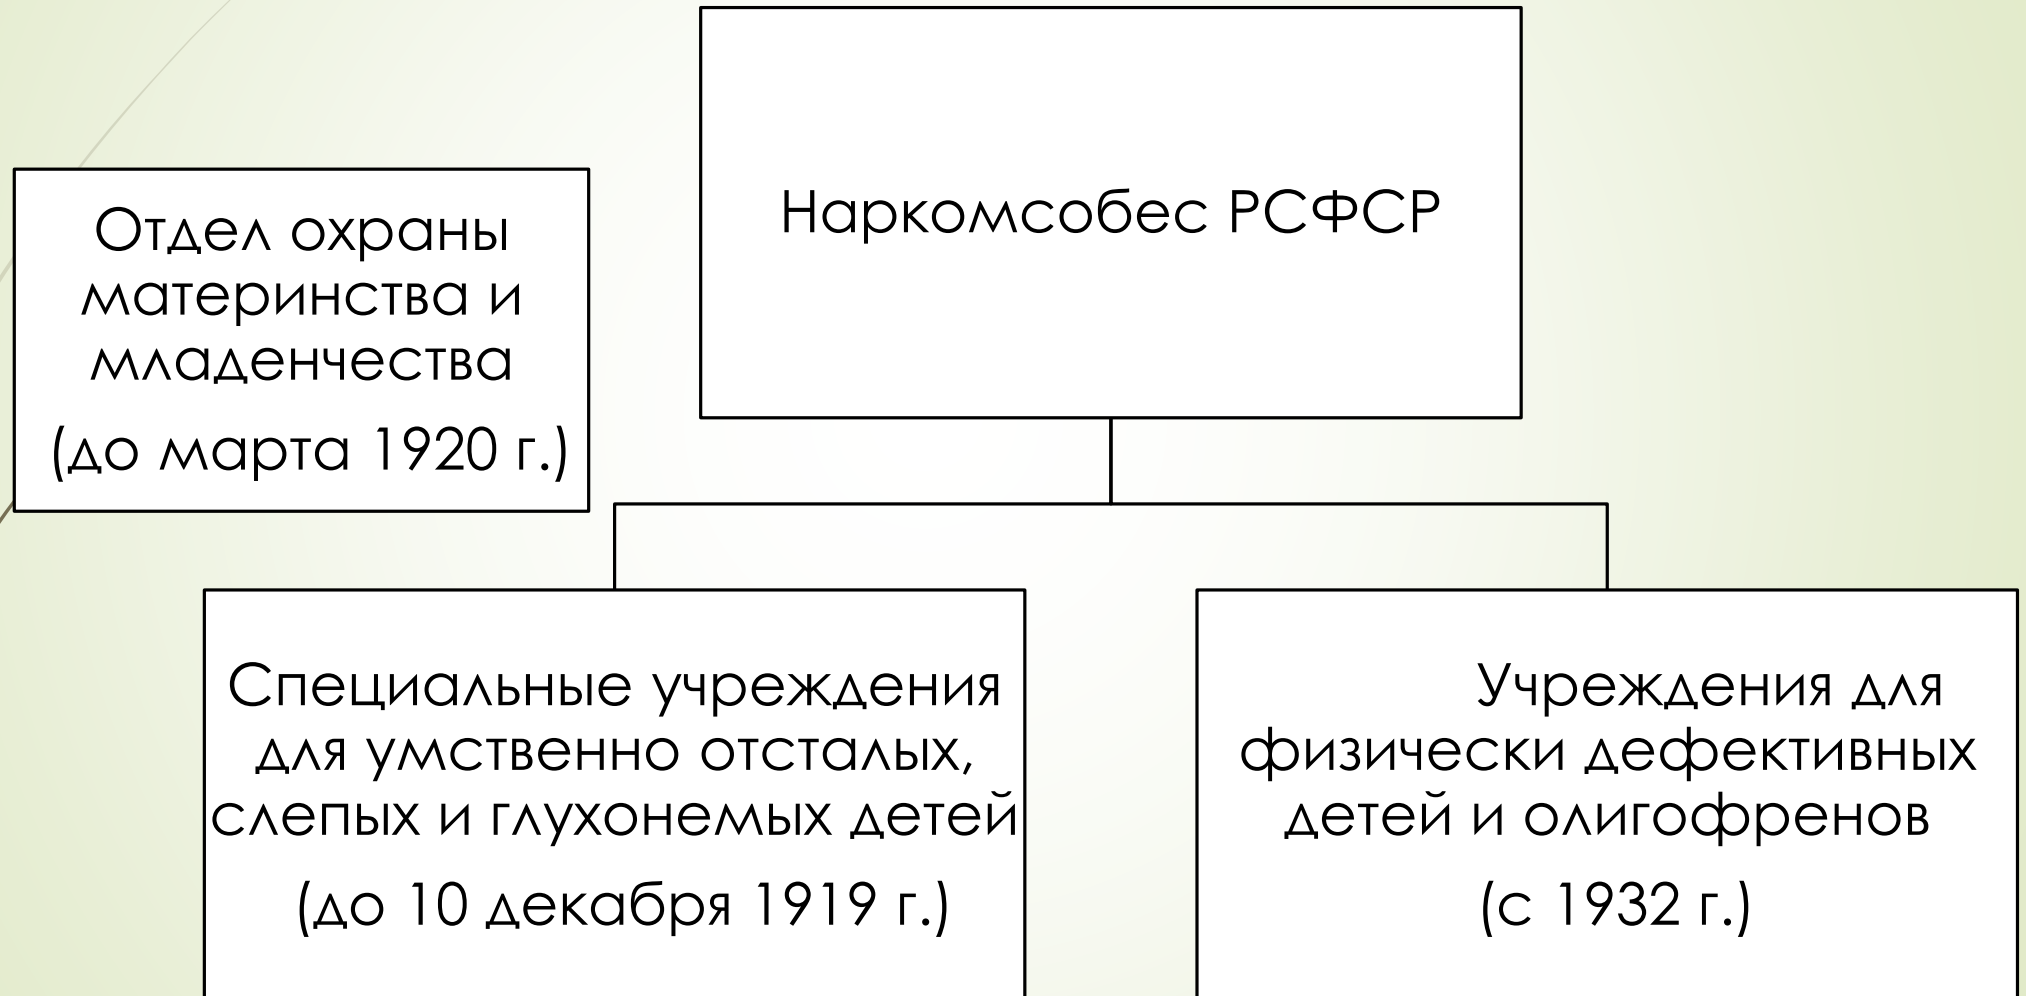 Наркомсобес РСФСР
Отдел охраны
материнства и
младенчества
(до марта 1920 г.)
Специальные учреждения
для умственно отсталых,
слепых и глухонемых детей
(до 10 декабря 1919 г.)
Учреждения для
физически дефективных
детей и олигофренов
(с 1932 г.)